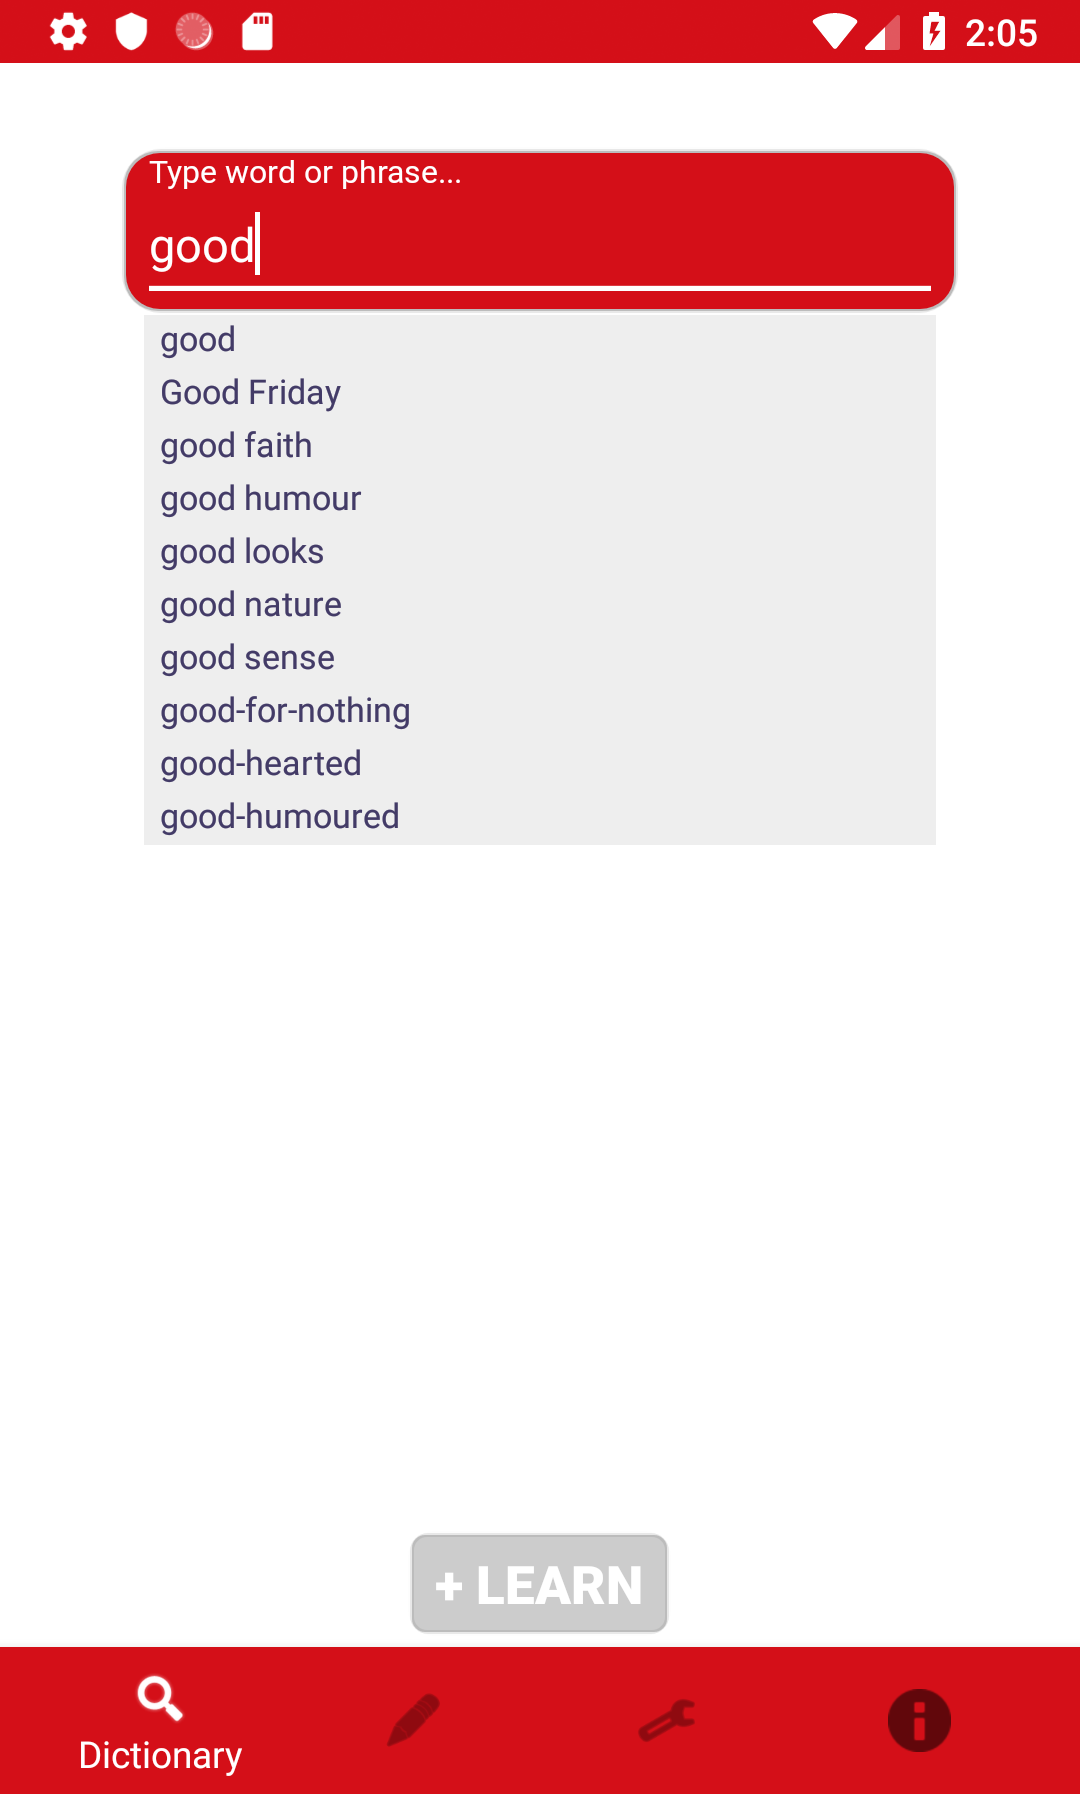 2:05
Type word or phrase...
good
good
Good Friday
good faith
good humour
good looks
good nature
good sense
good-for-nothing
good-hearted
good-humoured
+ LEARN
Dictionary